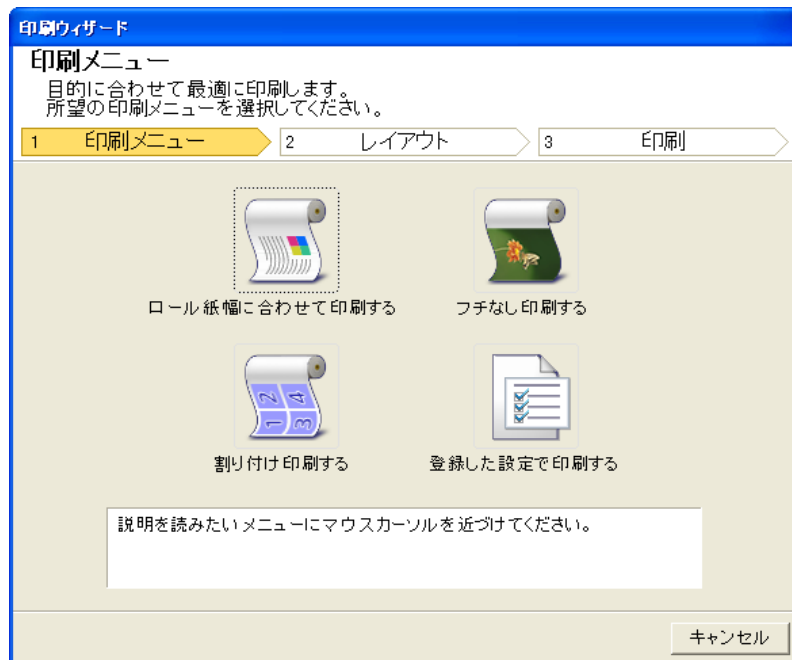 印刷ウィザード
印刷メニュー
目的に合わせて最適に印刷します。
所望の印刷メニューを選択してください。
1 印刷メニュー 2 レイアウト 3 印刷
ロール紙幅に合わせて印刷する フチなし印刷する
1 2 3 4
割り付け印刷する 登録した設定で印刷する
説明を読みたいメニューにマウスカーソルを近づけてください。
キャンセル